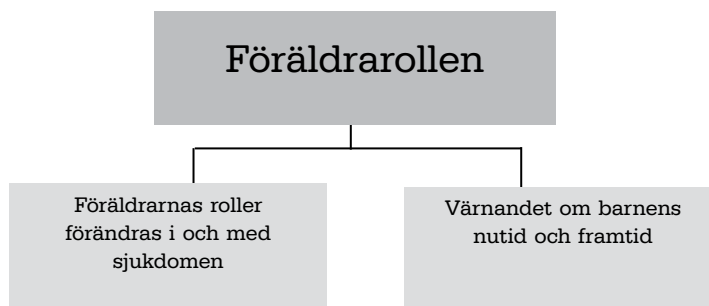 Föräldrarollen
Föräldrarnas roller
förändras i och med
sjukdomen
Värnandet om barnens
nutid och framtid